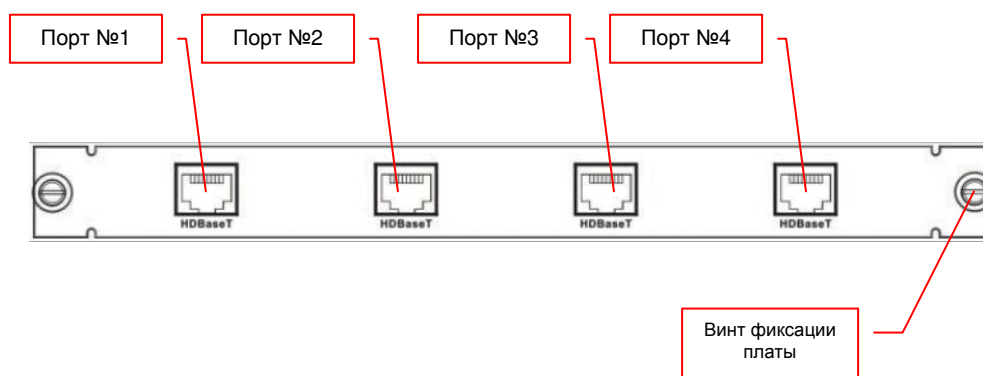 Порт №1
Порт №2
Порт №3
Порт №4
HDBaseT
HDBaseT
HDBaseT
HDBaseT
Винт фиксации
платы